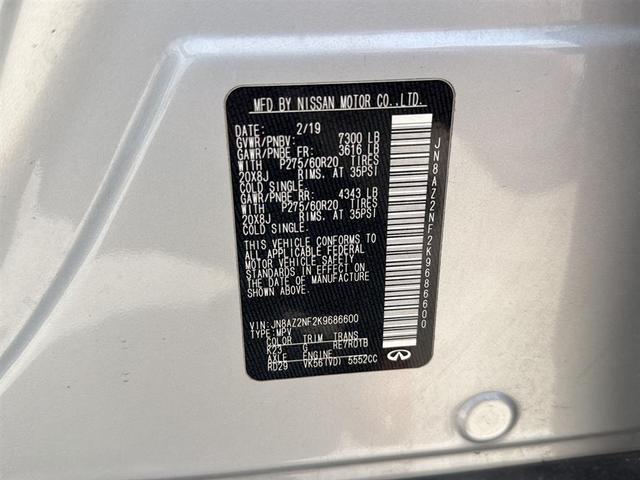 MFD BY NISSAN MOTOR CO.,LTD.
DATE: 2/19
GVWR/PNBV: 7300 LB
GAWR/PNBE FR: 3616 LB
WITH P275/60R20 TIRES
20X8J RIMS, AT 35PSI
COLD SINGLE.
GAWR/PNBE RR: 4343 LB
WITH P275/60R20 TIRES
20X8J RIMS, AT 35PSI
COLD SINGLE.
THIS VEHICLE CONFORMS TO
ALL APPLICABLE FEDERAL
MOTOR VEHICLE SAFETY
STANDARDS IN EFFECT ON
THE DATE OF MANUFACTURE
SHOWN ABOVE.
VIN: JN8AZ2NF2K9686600
TYPE: MPV
COLOR TRIM TRANS
K23 G RE7R01B
AXLE ENGINE
RD29 VK56(VD) 5552CC
JN8AZ2NF2K9686600